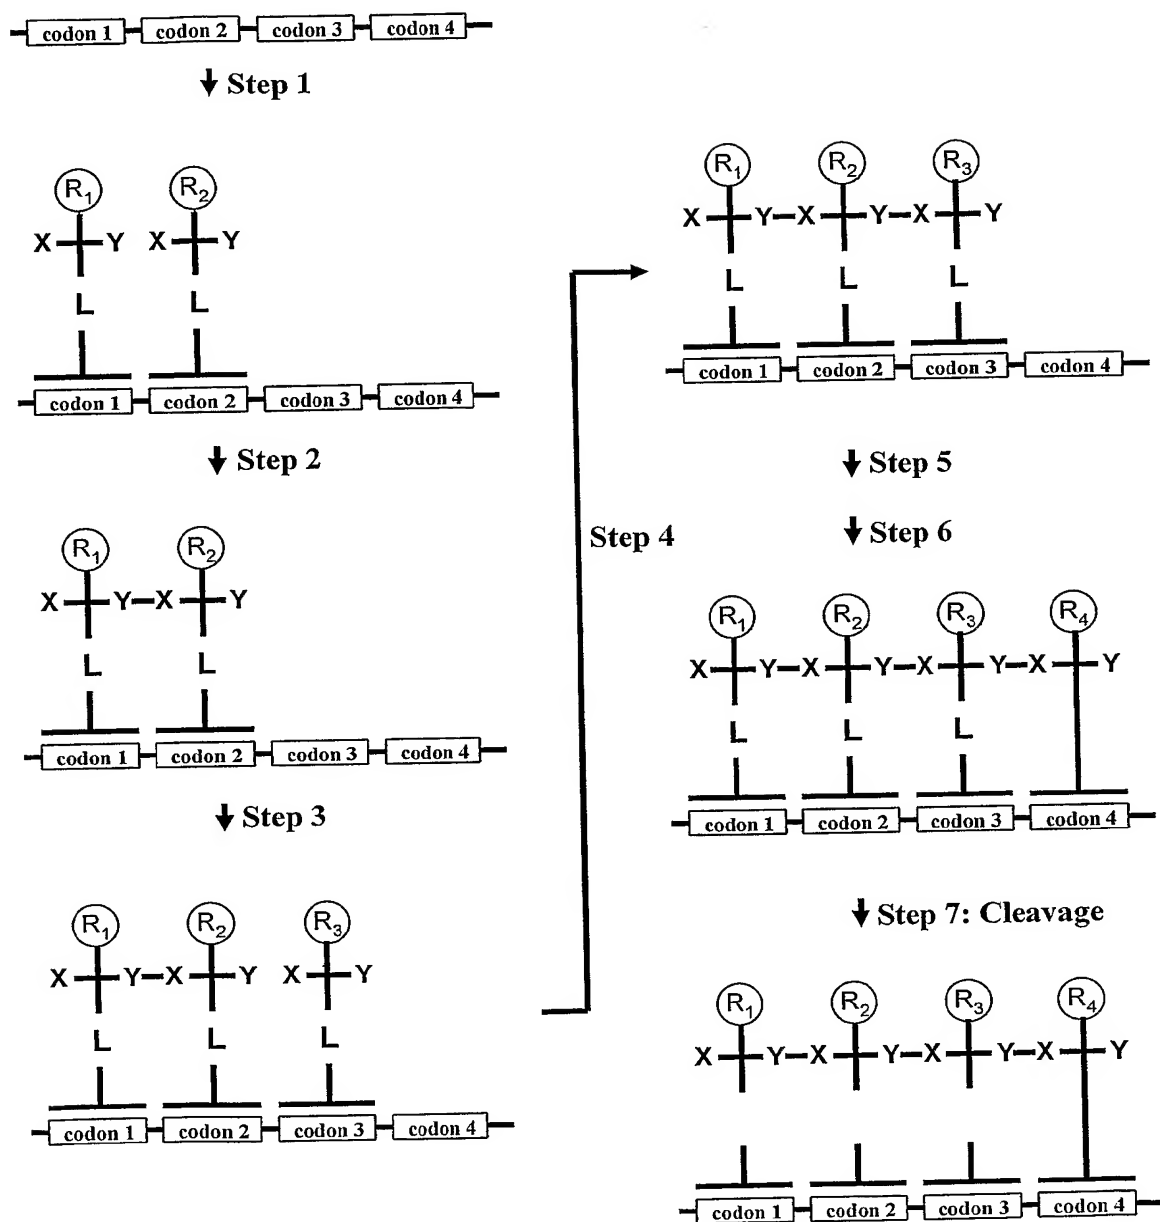 codon 1 codon 2 codon 3 codon 4
Step 1
R1 R2
X Y X Y
L L
codon 1 codon 2 codon 3 codon 4
Step 2
R1 R2
X Y-X Y
L L
codon 1 codon 2 codon 3 codon 4
Step 3
R1 R2 R3
X Y-X Y X Y
L L L
codon 1 codon 2 codon 3 codon 4
Step 4
R1 R2 R3
X Y-X Y-X Y
L L L
codon 1 codon 2 codon 3 codon 4
Step 5
Step 6
R1 R2 R3 R4
X Y-X Y-X Y-X Y
L L L
codon 1 codon 2 codon 3 codon 4
Step 7: Cleavage
R1 R2 R3 R4
X Y-X Y-X Y-X Y
codon 1 codon 2 codon 3 codon 4